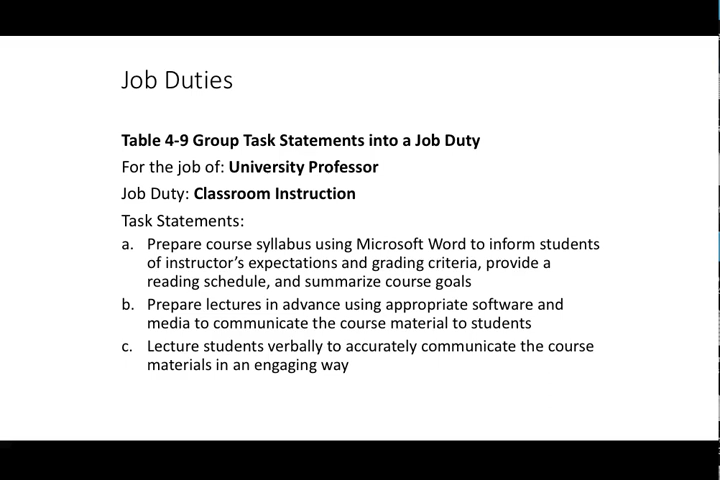 Job Duties
Table 4-9 Group Task Statements into a Job Duty
For the job of: University Professor
Job Duty: Classroom Instruction
Task Statements:
a. Prepare course syllabus using Microsoft Word to inform students
of instructor’s expectations and grading criteria, provide a
reading schedule, and summarize course goals
b. Prepare lectures in advance using appropriate software and
media to communicate the course material to students
c. Lecture students verbally to accurately communicate the course
materials in an engaging way